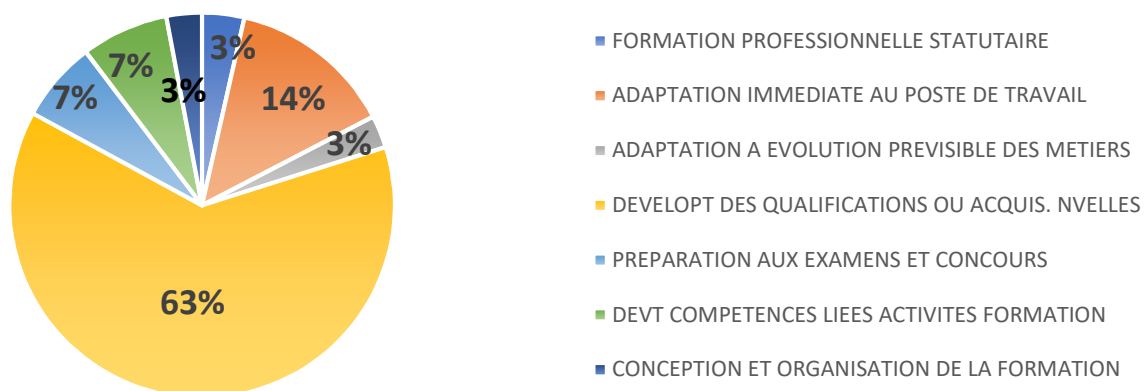 3%
14%
3%
63%
7%
7%
3%
FORMATION PROFESSIONNELLE STATUTAIRE
ADAPTATION IMMEDIATE AU POSTE DE TRAVAIL
ADAPTATION A EVOLUTION PREVISIBLE DES METIERS
DEVELOPT DES QUALIFICATIONS OU ACQUIS. NVELLES
PREPARATION AUX EXAMENS ET CONCOURS
DEVT COMPETENCES LIEES ACTIVITES FORMATION
CONCEPTION ET ORGANISATION DE LA FORMATION